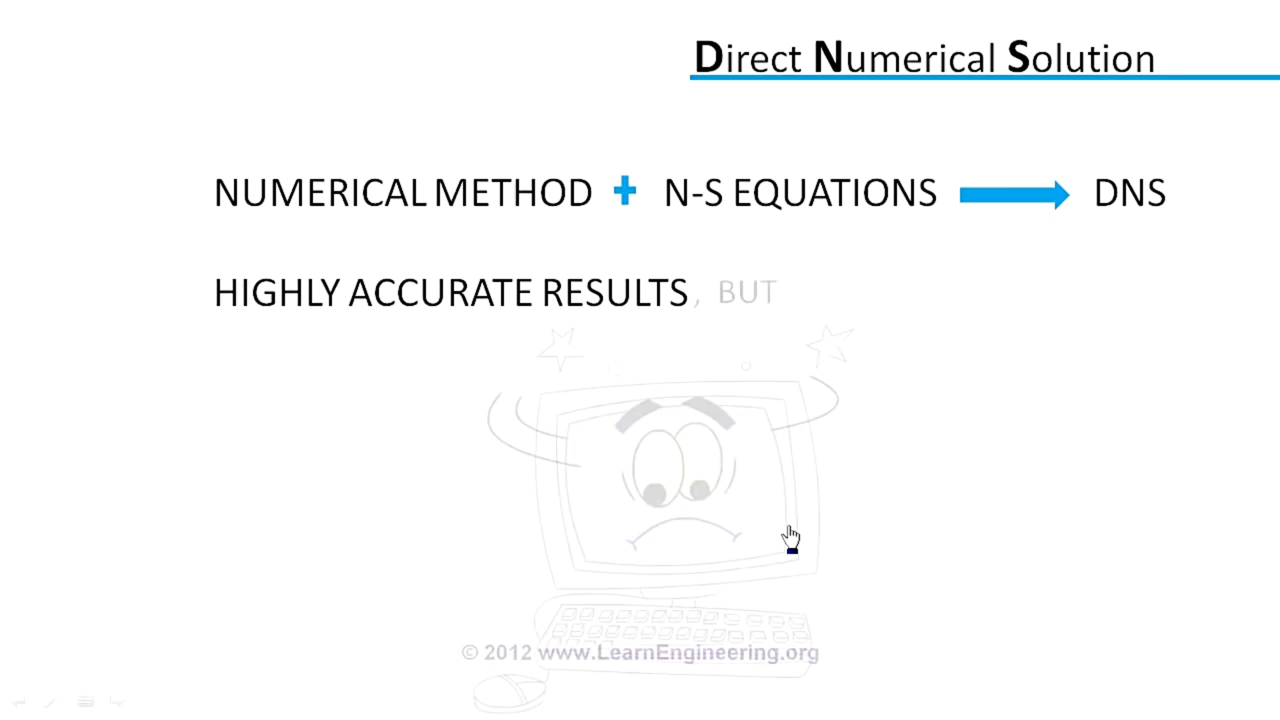 Direct Numerical Solution
NUMERICAL METHOD + N-S EQUATIONS DNS
HIGHLY ACCURATE RESULTS, BUT
© 2012 www.LearnEngineering.org